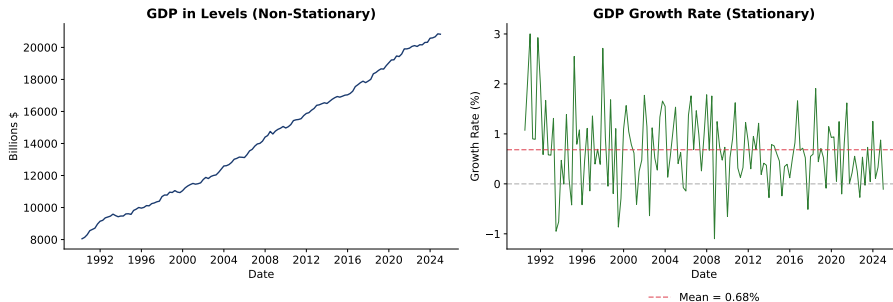 GDP in Levels (Non-Stationary)
Billions $
20000
18000
16000
14000
12000
10000
8000
1992 1996 2000 2004 2008 2012 2016 2020 2024
Date
GDP Growth Rate (Stationary)
Growth Rate (%)
3
2
1
0
−1
1992 1996 2000 2004 2008 2012 2016 2020 2024
Date
Mean = 0.68%